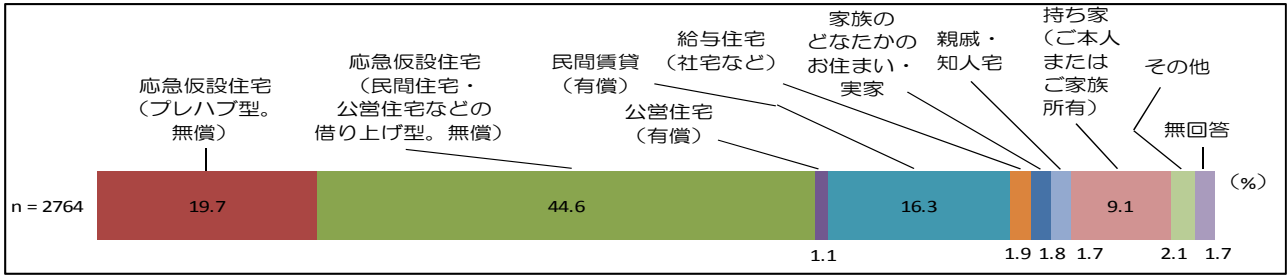 応急仮設住宅
（プレハブ型。
無償）
応急仮設住宅
（民間住宅・
公営住宅などの
借り上げ型。無償）
民間賃貸
（有償）
公営住宅
（有償）
給与住宅
（社宅など）
家族の
どなたかの
お住まい・
実家
親戚・
知人宅
持ち家
（ご本人
または
ご家族
所有）
その他
無回答
n = 2764
19.7
44.6
1.1
16.3
1.9
1.8
1.7
9.1
2.1
1.7
（%）